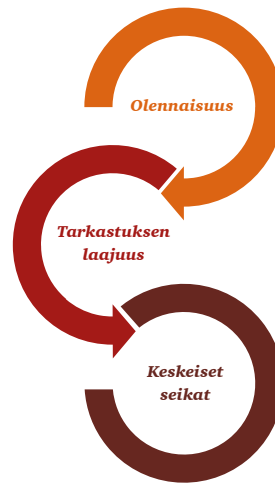 Olennaisuus
Tarkastuksen
laajuus
Keskeiset
seikat